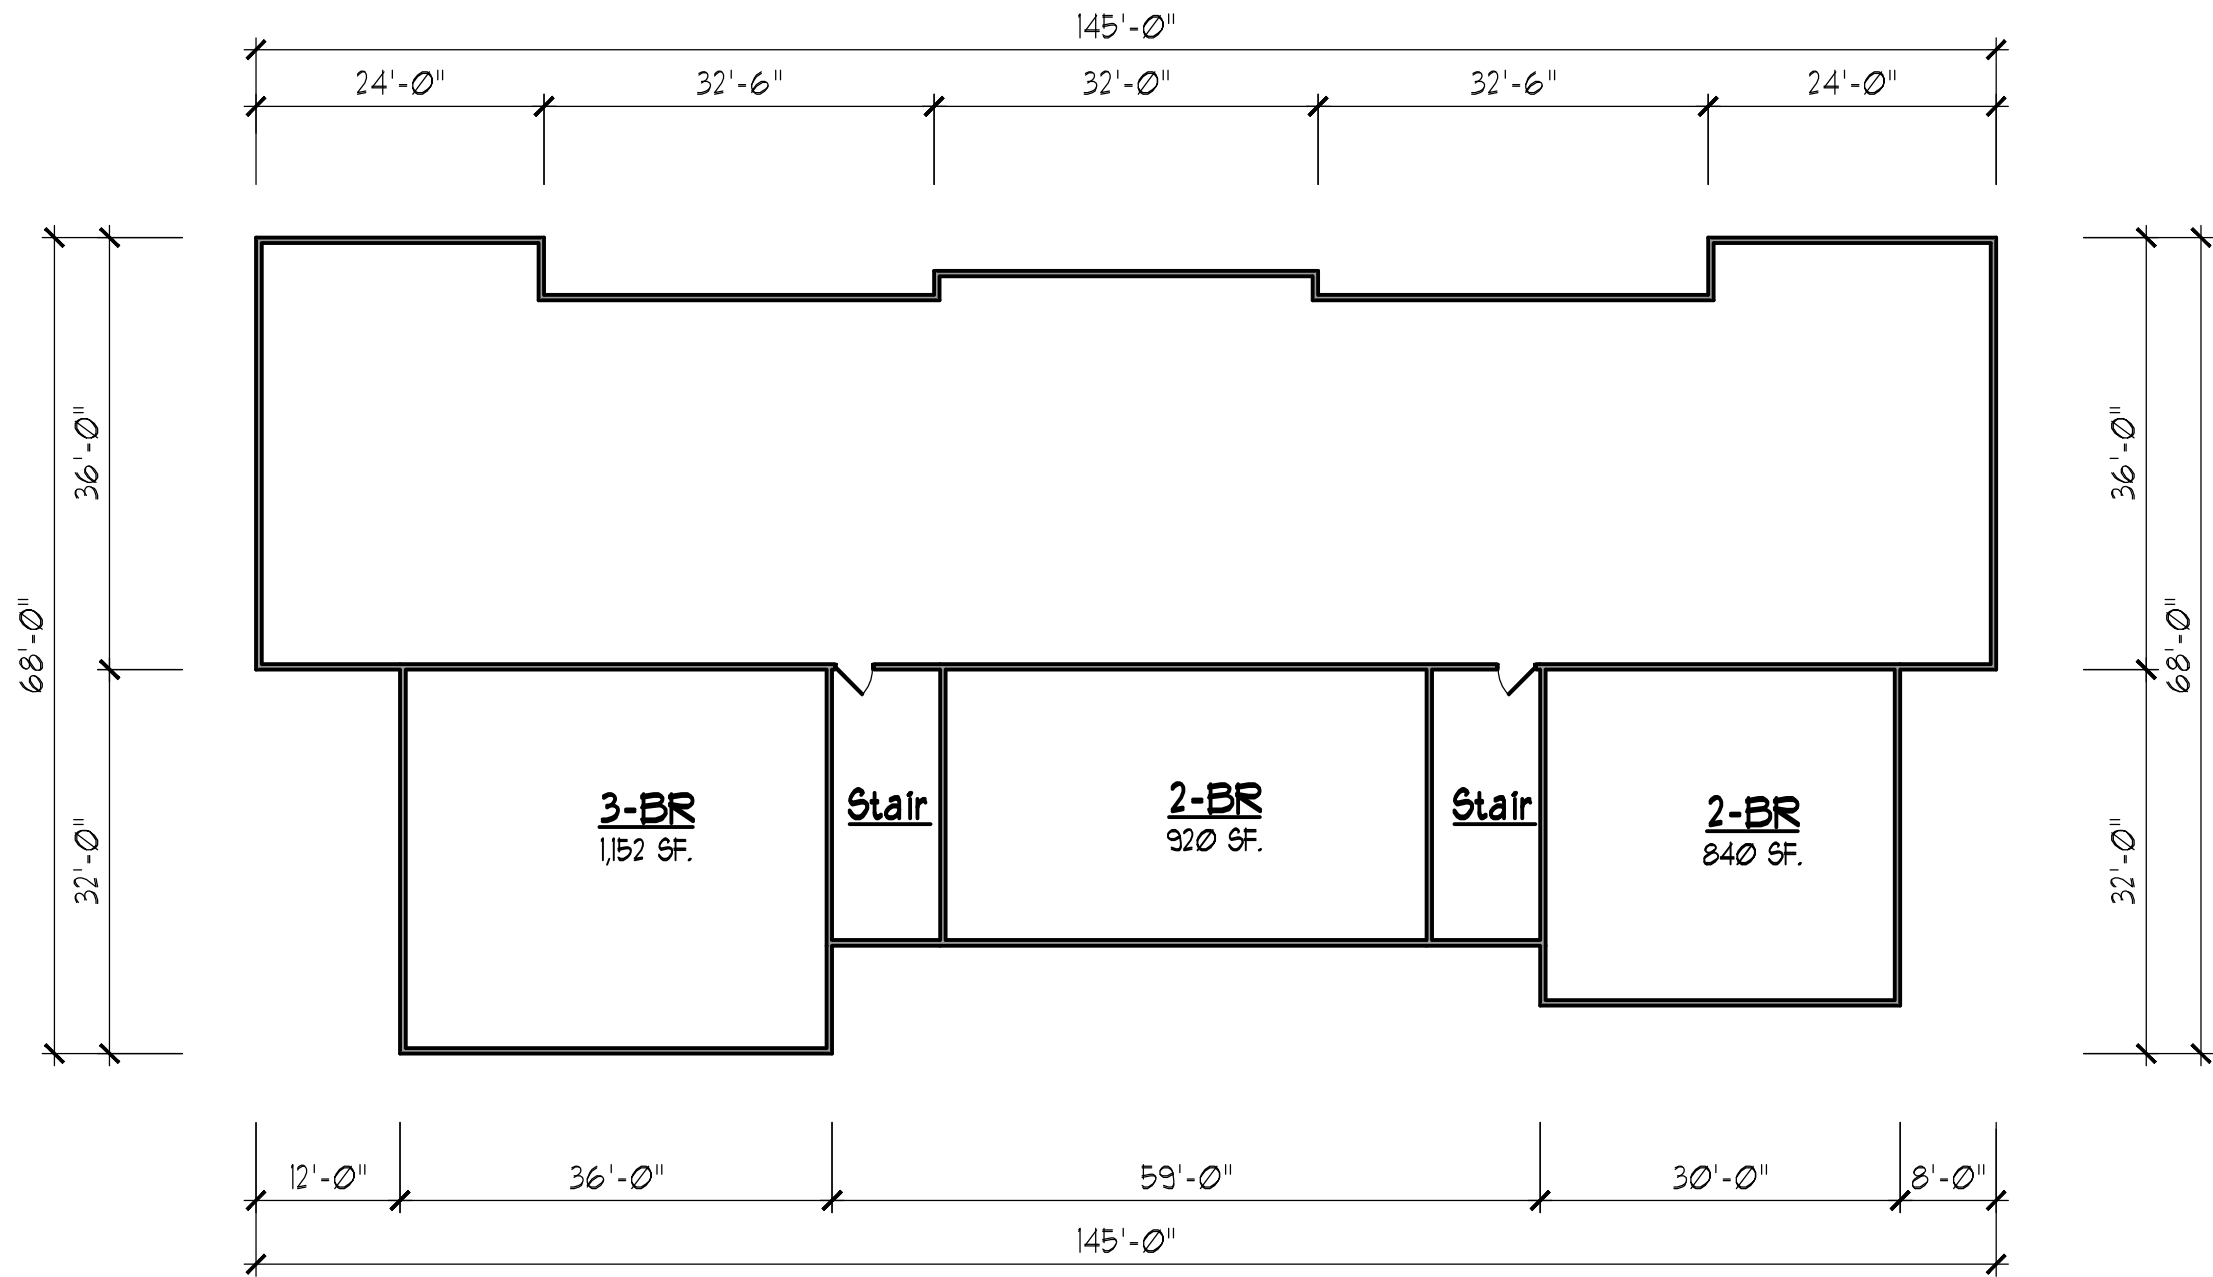 145'-0"
24'-0" 32'-6" 32'-0" 32'-6" 24'-0"
36'-0"
36'-0"
68'-0"
68'-0"
3-BR
1,152 SF.
Stair
2-BR
920 SF.
Stair
2-BR
840 SF.
32'-0"
32'-0"
12'-0" 36'-0" 59'-0" 30'-0" 8'-0"
145'-0"